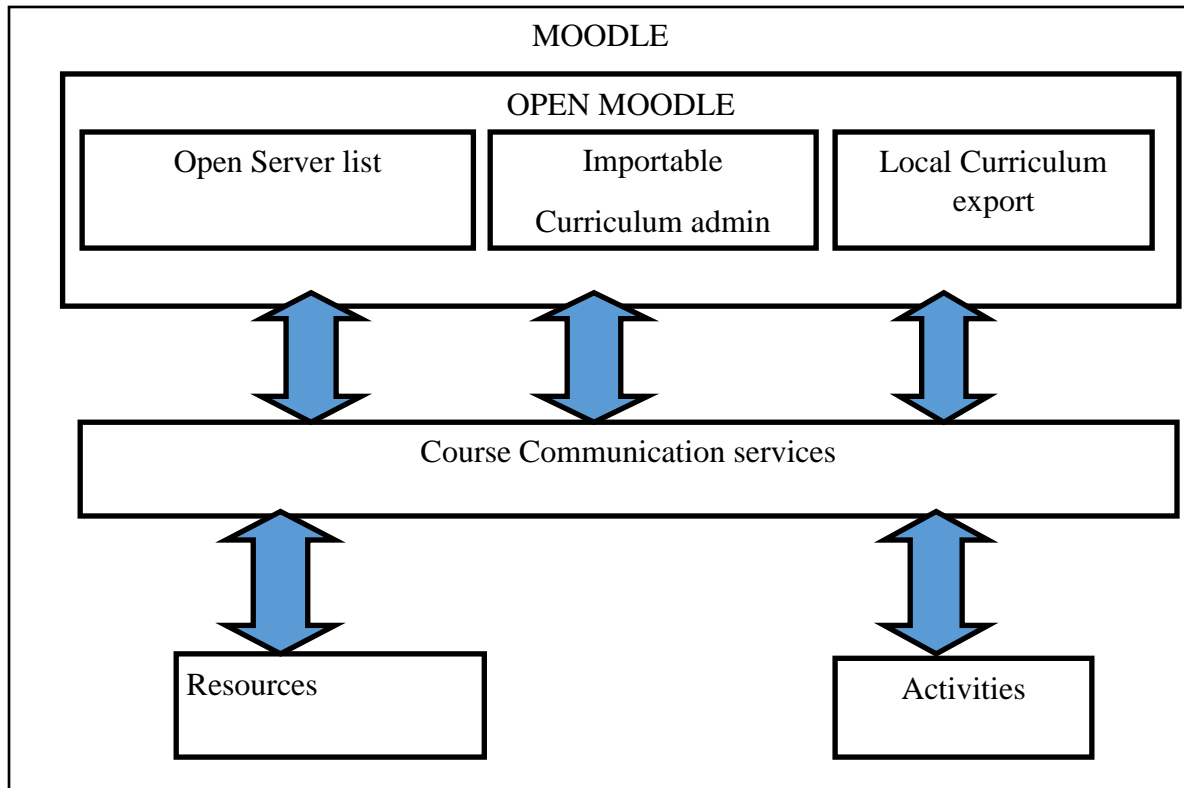 MOODLE
OPEN MOODLE
Open Server list
Importable
Curriculum admin
Local Curriculum
export
Course Communication services
Resources
Activities